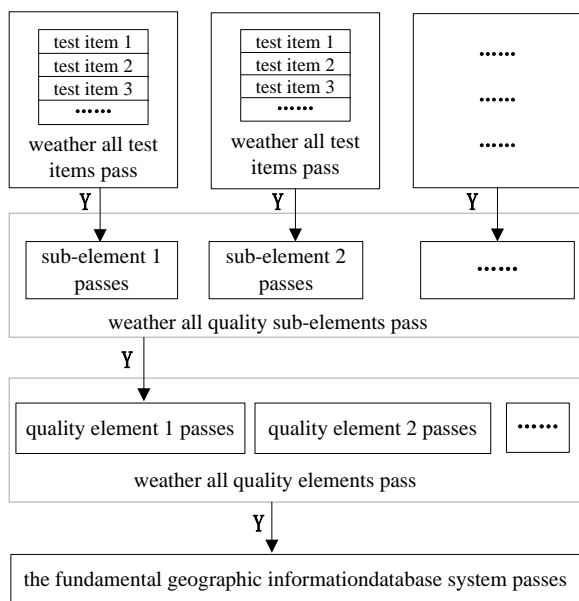 test item 1
test item 2
test item 3
……
weather all test
items pass
test item 1
test item 2
test item 3
……
weather all test
items pass
……
……
……
Y
Y
Y
sub-element 1
passes
sub-element 2
passes
……
weather all quality sub-elements pass
Y
quality element 1 passes
quality element 2 passes
……
weather all quality elements pass
Y
the fundamental geographic informationdatabase system passes